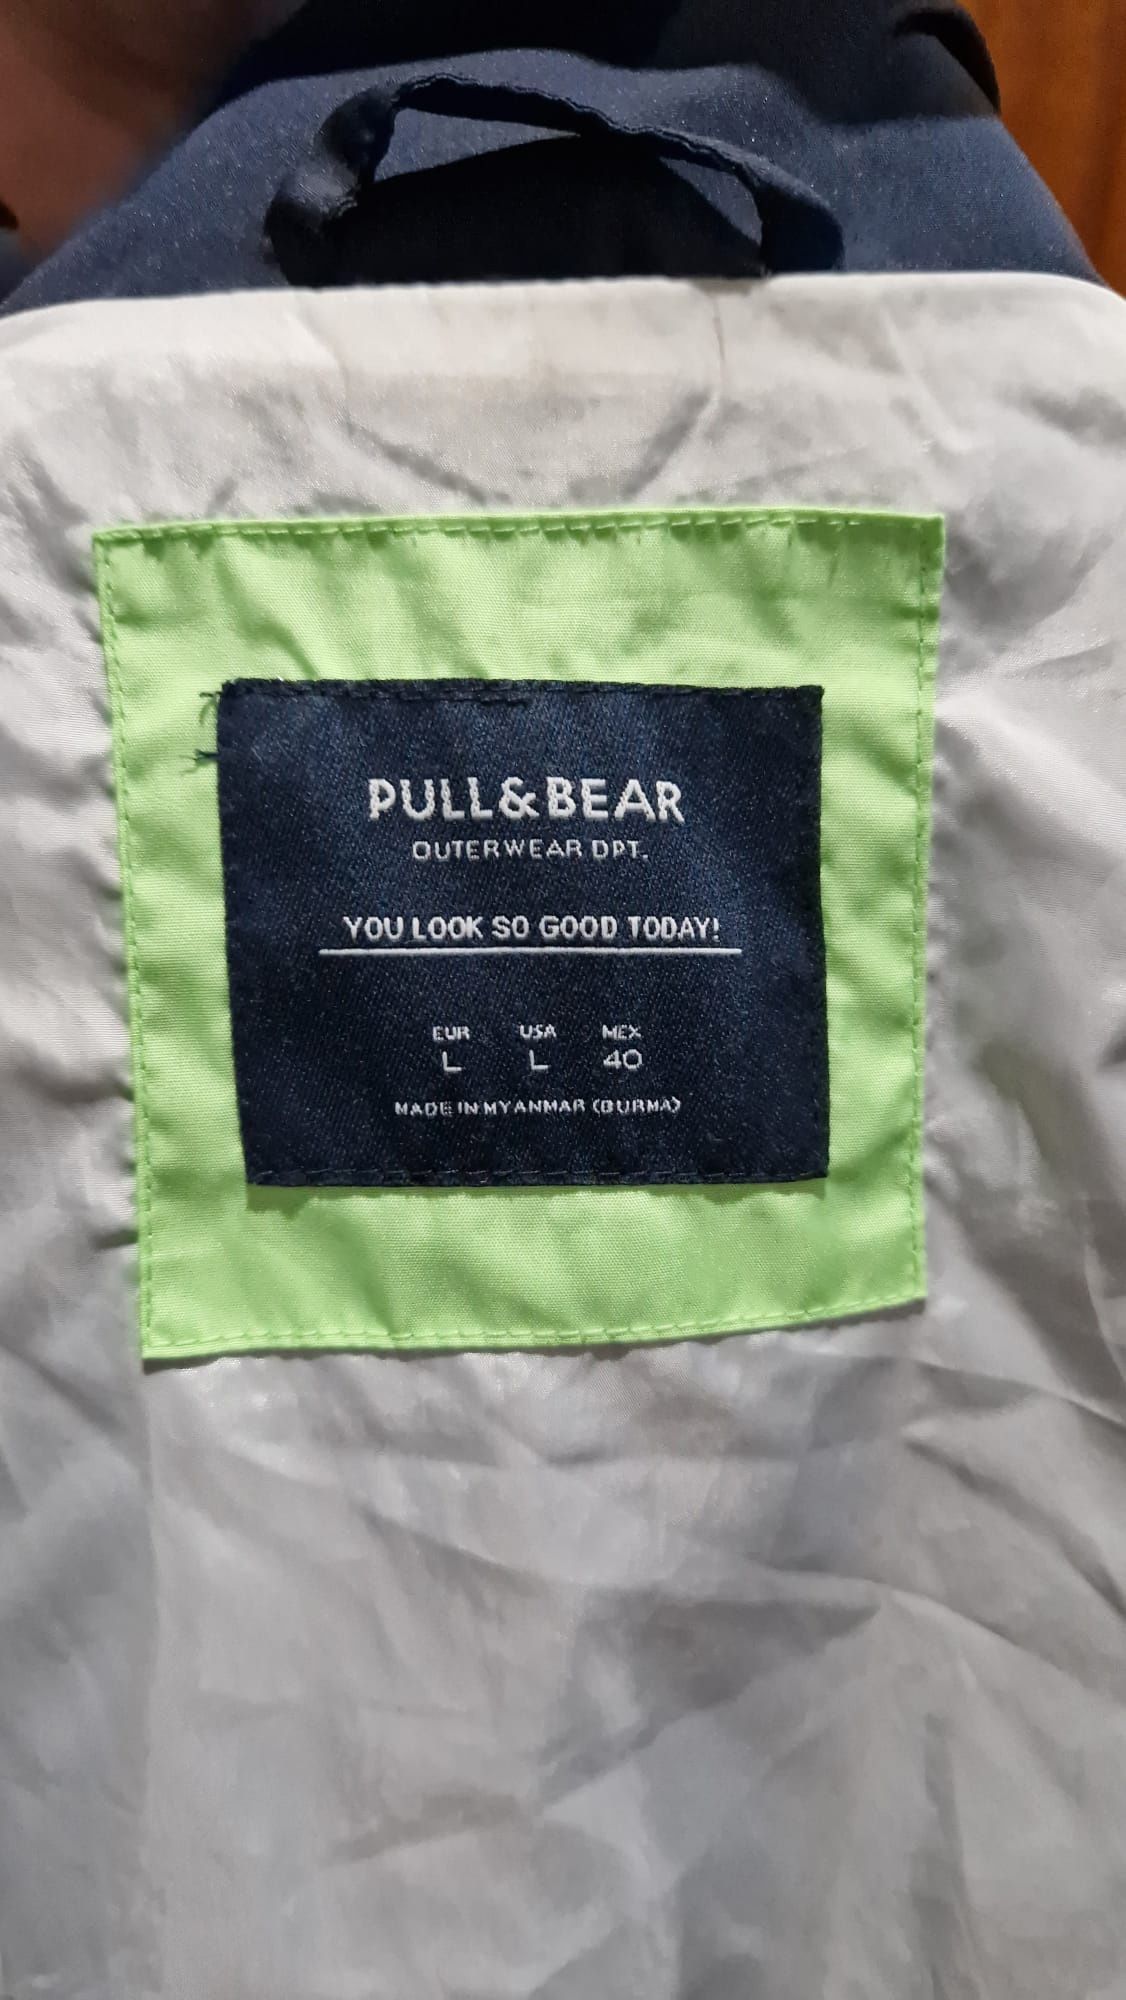 PULL&BEAR
OUTERWEAR DPT.
YOU LOOK SO GOOD TODAY!
EUR USA MEX
L L 40
MADE IN MYANMAR (BURMA)